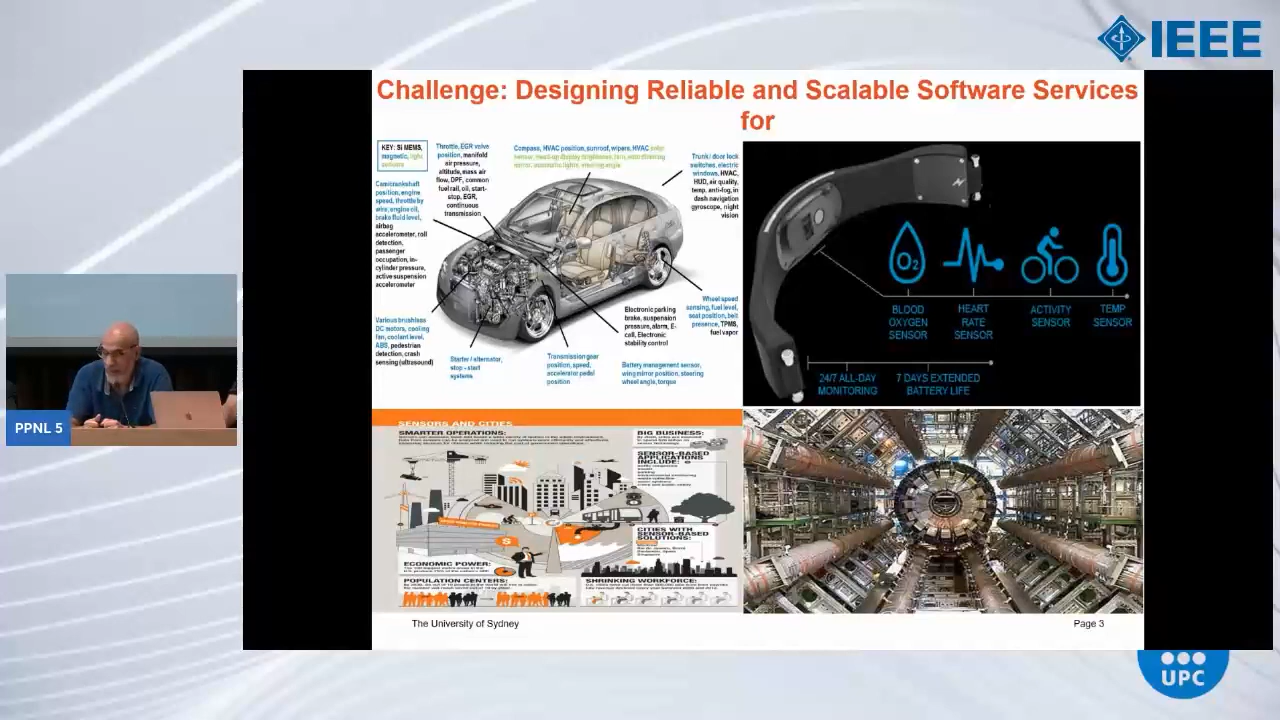 IEEE
Challenge: Designing Reliable and Scalable Software Services
for
KEY: Si MEMS,
magnetic, light
sensors
Throttle, EGR valve
position, manifold
air pressure,
altitude, mass air
flow, DPF, common
fuel rail, oil, start-
stop, EGR,
continuous
transmission
Compass, HVAC position, sunroof, wipers, HVAC solar
Trunk/ door lock
switches, electric
windows, HVAC,
HUD, air quality,
temp, anti-fog, in
dash navigation
gyroscope, night
vision
Cam/crankshaft
position, engine
speed, throttle by
wire, engine oil,
brake fluid level,
airbag
accelerometer, roll
detection,
passenger
occupation, in-
cylinder pressure,
active suspension
accelerometer
Various brushless
DC motors, cooling
fan, coolant level,
ABS, pedestrian
detection, crash
sensing (ultrasound)
Starter / alternator,
stop - start
systems
Transmission gear
position, speed,
accelerator pedal
position
Electronic parking
brake, suspension
pressure, alarm, E-
call, Electronic
stability control
Wheel speed
sensing, fuel level,
seat position, belt
presence, TPMS,
fuel vapor
Battery management sensor,
wing mirror position, steering
wheel angle, torque
O2
BLOOD
OXYGEN
SENSOR
HEART
RATE
SENSOR
ACTIVITY
SENSOR
TEMP
SENSOR
24/7 ALL-DAY
MONITORING
7 DAYS EXTENDED
BATTERY LIFE
SENSORS AND CITIES
SMARTER OPERATIONS:
BIG BUSINESS:
SENSOR-BASED
APPLICATIONS
INCLUDE:
CITIES WITH
SENSOR-BASED
SOLUTIONS:
$
ECONOMIC POWER:
POPULATION CENTERS:
SHRINKING WORKFORCE:
The University of Sydney
Page 3
PPNL 5
UPC